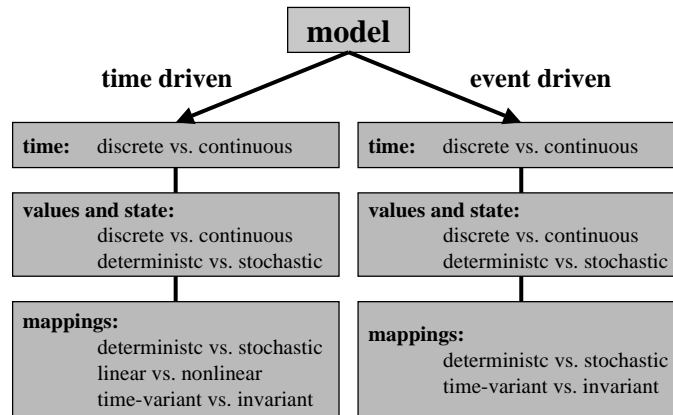 model
time driven
event driven
time: discrete vs. continuous
values and state:
discrete vs. continuous
determinstc vs. stochastic
mappings:
determinstc vs. stochastic
linear vs. nonlinear
time-variant vs. invariant
time: discrete vs. continuous
values and state:
discrete vs. continuous
determinstc vs. stochastic
mappings:
determinstc vs. stochastic
time-variant vs. invariant